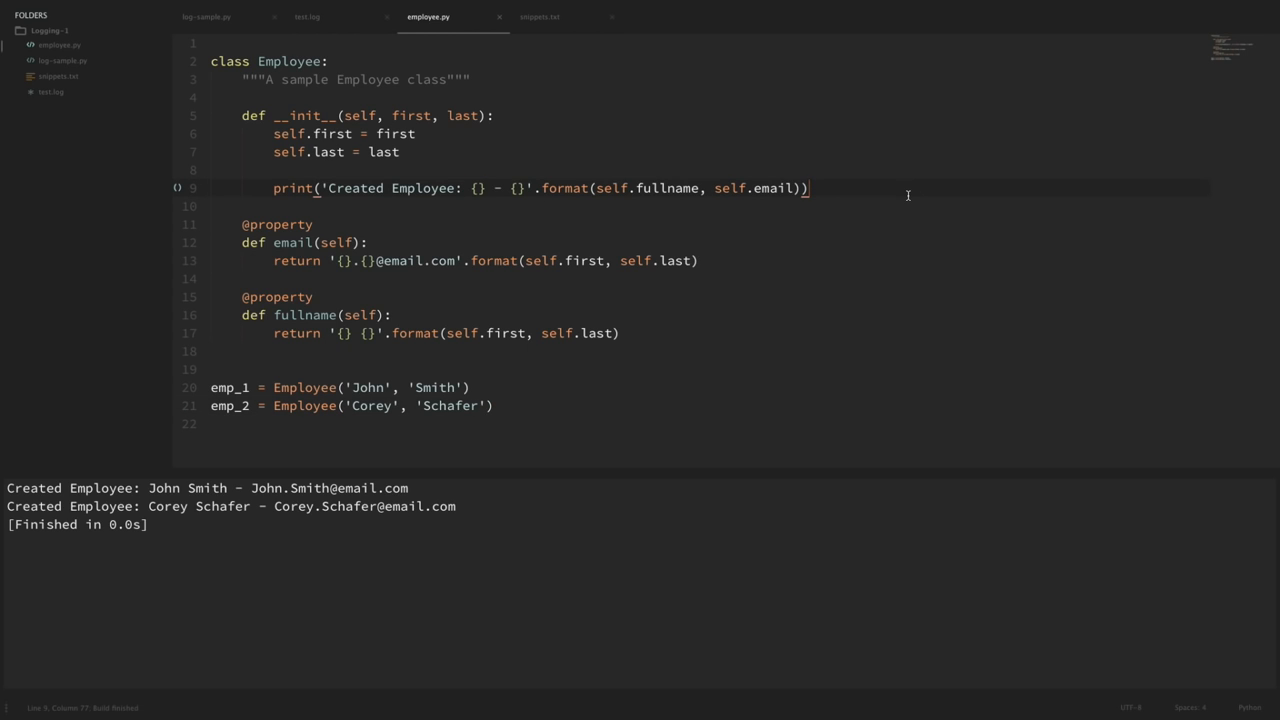 FOLDERS
Logging-1
employee.py
log-sample.py
snippets.txt
test.log
log-sample.py × test.log × employee.py × snippets.txt ×
1
2 class Employee:
3     """A sample Employee class"""
4
5     def __init__(self, first, last):
6         self.first = first
7         self.last = last
8
9         print('Created Employee: {} - {}'.format(self.fullname, self.email))
10
11     @property
12     def email(self):
13         return '{}.{}@email.com'.format(self.first, self.last)
14
15     @property
16     def fullname(self):
17         return '{} {}'.format(self.first, self.last)
18
19
20 emp_1 = Employee('John', 'Smith')
21 emp_2 = Employee('Corey', 'Schafer')
22
Created Employee: John Smith - John.Smith@email.com
Created Employee: Corey Schafer - Corey.Schafer@email.com
[Finished in 0.0s]
Line 9, Column 77; Build finished UTF-8 Spaces: 4 Python